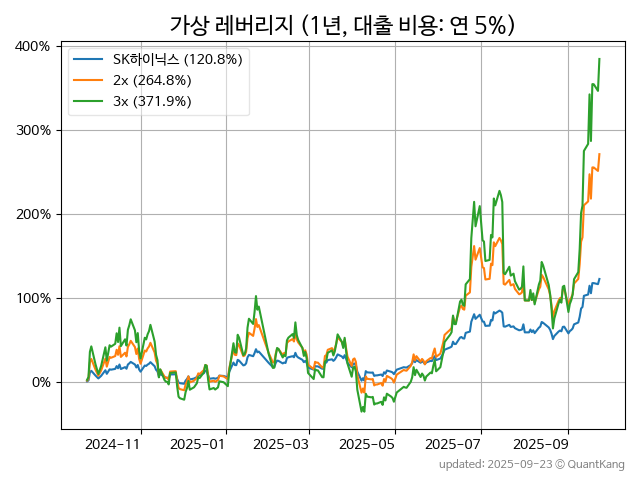 가상 레버리지 (1년, 대출 비용: 연 5%)
400%
300%
200%
100%
0%
SK하이닉스 (120.8%)
2x (264.8%)
3x (371.9%)
2024-11
2025-01
2025-03
2025-05
2025-07
2025-09
updated: 2025-09-23 © QuantKang